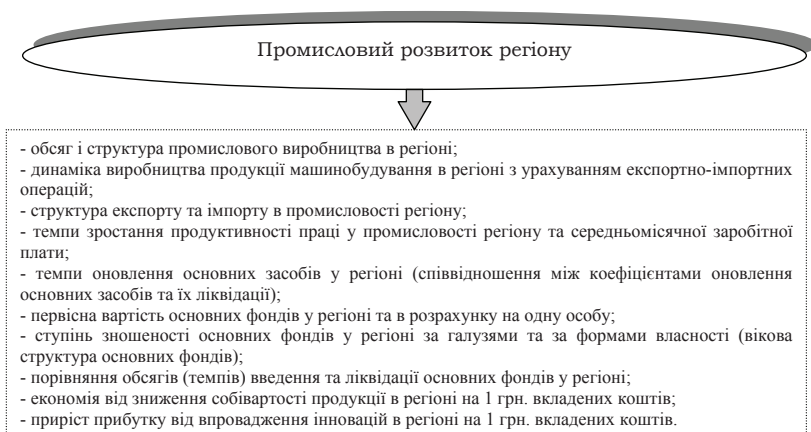 Промисловий розвиток регіону
- обсяг і структура промислового виробництва в регіоні;
- динаміка виробництва продукції машинобудування в регіоні з урахуванням експортно-імпортних
операцій;
- структура експорту та імпорту в промисловості регіону;
- темпи зростання продуктивності праці у промисловості регіону та середньомісячної заробітної
плати;
- темпи оновлення основних засобів у регіоні (співвідношення між коефіцієнтами оновлення
основних засобів та їх ліквідації);
- первісна вартість основних фондів у регіоні та в розрахунку на одну особу;
- ступінь зношеності основних фондів у регіоні за галузями та за формами власності (вікова
структура основних фондів);
- порівняння обсягів (темпів) введення та ліквідації основних фондів у регіоні;
- економія від зниження собівартості продукції в регіоні на 1 грн. вкладених коштів;
- приріст прибутку від впровадження інновацій в регіоні на 1 грн. вкладених коштів.